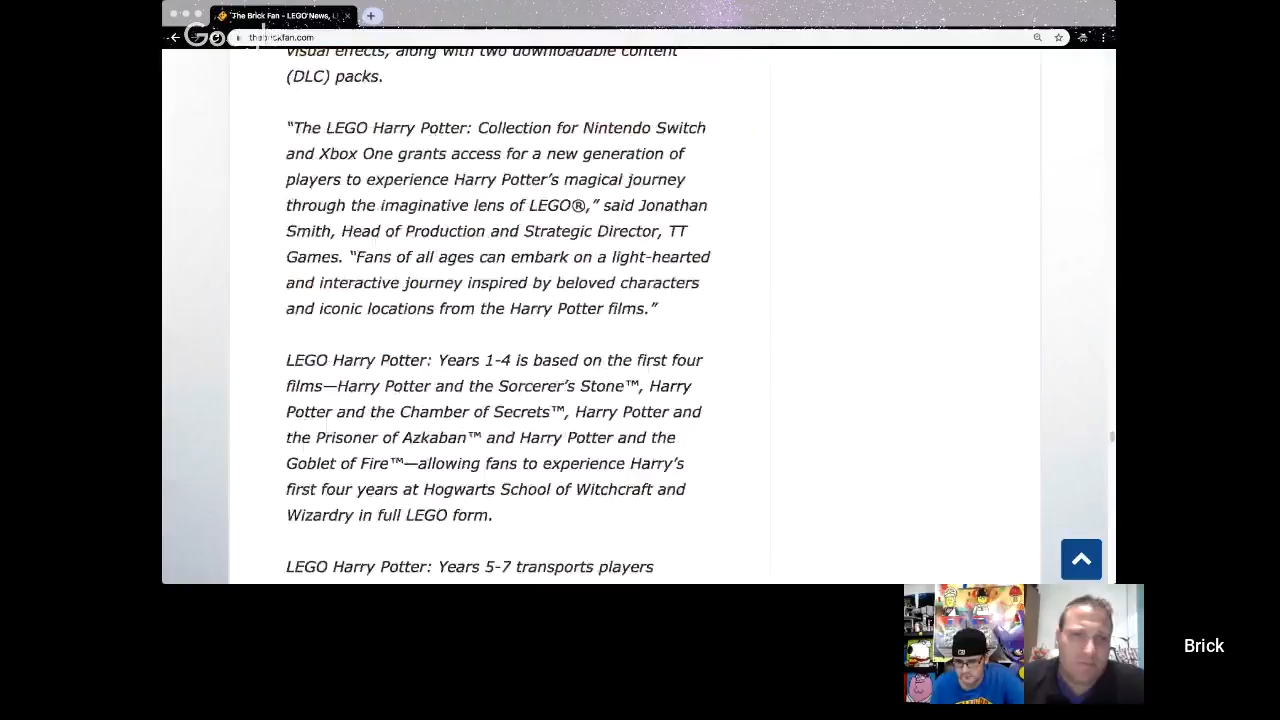 The Brick Fan - LEGO News, L
thebrickfan.com
visual effects, along with two downloadable content
(DLC) packs.
“The LEGO Harry Potter: Collection for Nintendo Switch
and Xbox One grants access for a new generation of
players to experience Harry Potter’s magical journey
through the imaginative lens of LEGO®,” said Jonathan
Smith, Head of Production and Strategic Director, TT
Games. “Fans of all ages can embark on a light-hearted
and interactive journey inspired by beloved characters
and iconic locations from the Harry Potter films.”
LEGO Harry Potter: Years 1-4 is based on the first four
films—Harry Potter and the Sorcerer’s Stone™, Harry
Potter and the Chamber of Secrets™, Harry Potter and
the Prisoner of Azkaban™ and Harry Potter and the
Goblet of Fire™—allowing fans to experience Harry’s
first four years at Hogwarts School of Witchcraft and
Wizardry in full LEGO form.
LEGO Harry Potter: Years 5-7 transports players
Brick